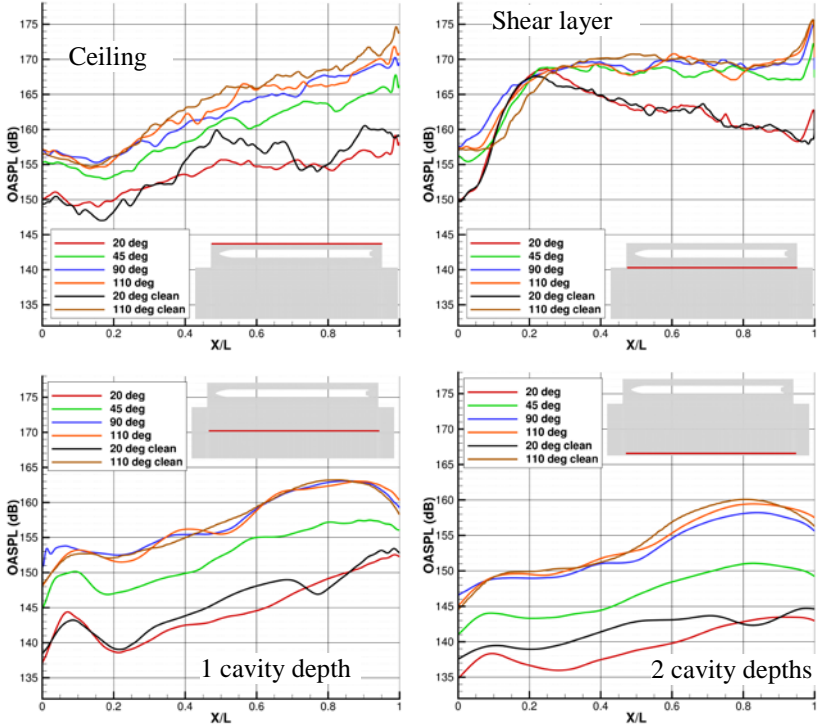 Ceiling
OASPL (dB)
175
170
165
160
155
150
145
140
135
20 deg
45 deg
90 deg
110 deg
20 deg clean
110 deg clean
0
0.2
0.4
0.6
0.8
1
X/L
Shear layer
OASPL (dB)
175
170
165
160
155
150
145
140
135
20 deg
45 deg
90 deg
110 deg
20 deg clean
110 deg clean
0
0.2
0.4
0.6
0.8
1
X/L
OASPL (dB)
175
170
165
160
155
150
145
140
135
20 deg
45 deg
90 deg
110 deg
20 deg clean
110 deg clean
1 cavity depth
0
0.2
0.4
0.6
0.8
1
X/L
OASPL (dB)
175
170
165
160
155
150
145
140
135
20 deg
45 deg
90 deg
110 deg
20 deg clean
110 deg clean
2 cavity depths
0
0.2
0.4
0.6
0.8
1
X/L